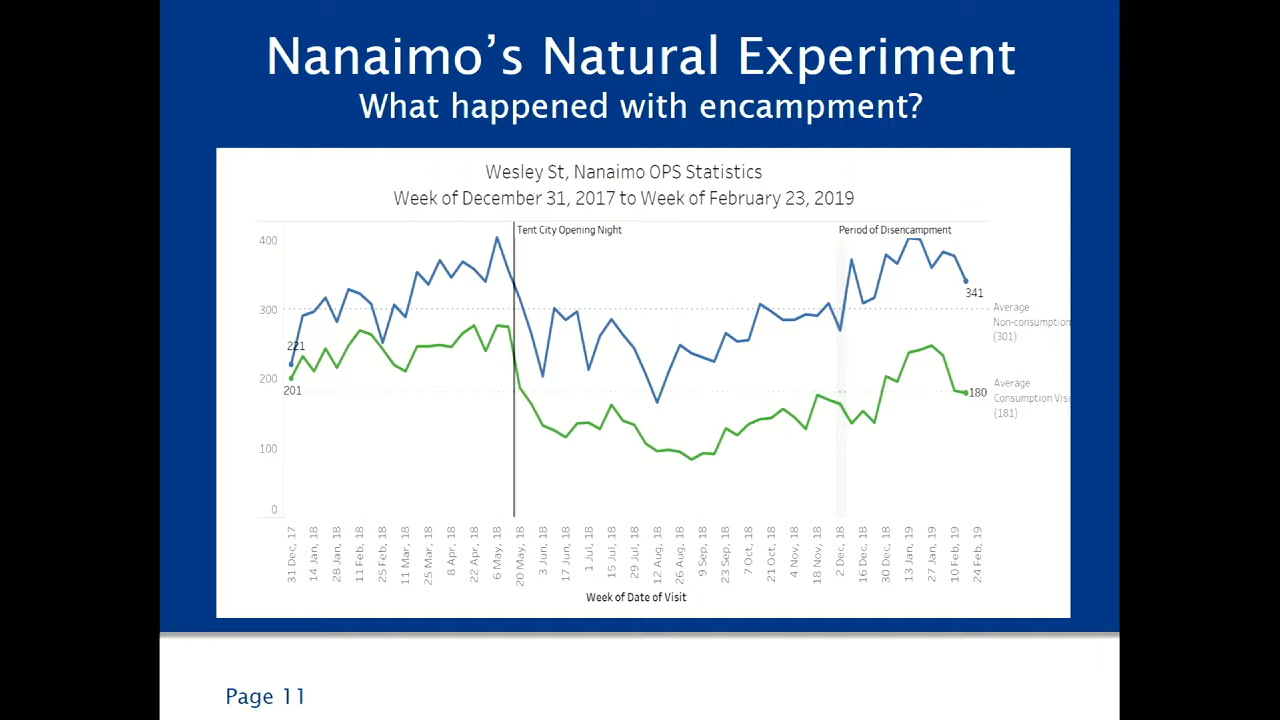 Nanaimo’s Natural Experiment
What happened with encampment?
Wesley St, Nanaimo OPS Statistics
Week of December 31, 2017 to Week of February 23, 2019
Tent City Opening Night
Period of Disencampment
400
300
200
100
0
221
201
341
180
Average
Non-consumption
(301)
Average
Consumption Visi
(181)
31 Dec, 17
14 Jan, 18
28 Jan, 18
11 Feb, 18
25 Feb, 18
11 Mar, 18
25 Mar, 18
8 Apr, 18
22 Apr, 18
6 May, 18
20 May, 18
3 Jun, 18
17 Jun, 18
1 Jul, 18
15 Jul, 18
29 Jul, 18
12 Aug, 18
26 Aug, 18
9 Sep, 18
23 Sep, 18
7 Oct, 18
21 Oct, 18
4 Nov, 18
18 Nov, 18
2 Dec, 18
16 Dec, 18
30 Dec, 18
13 Jan, 19
27 Jan, 19
10 Feb, 19
24 Feb, 19
Week of Date of Visit
Page 11